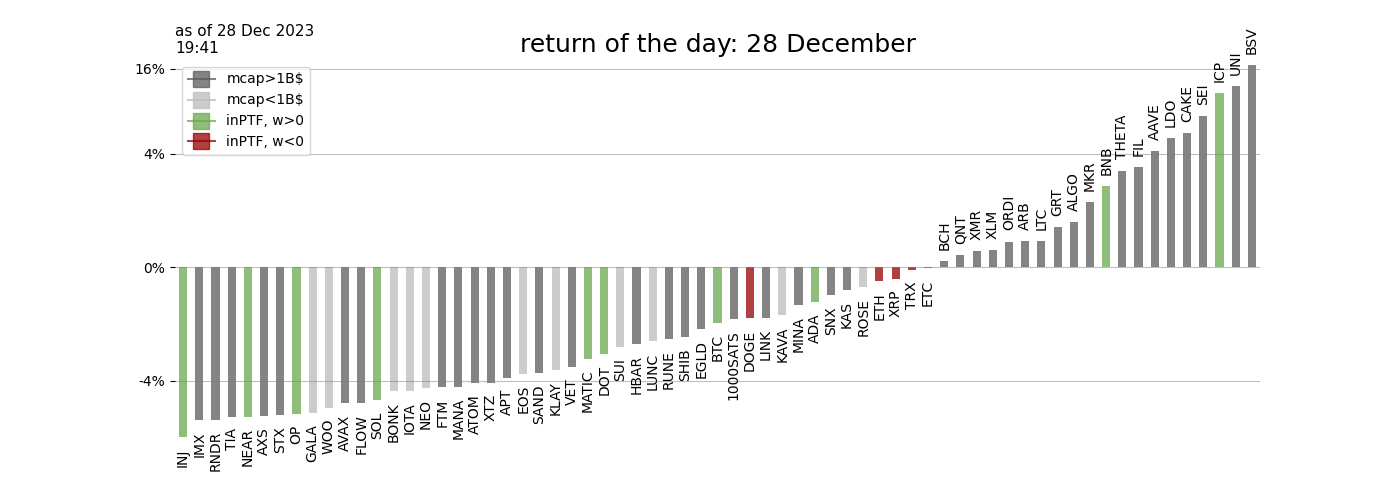 as of 28 Dec 2023
19:41
return of the day: 28 December
mcap>1B$
mcap<1B$
inPTF, w>0
inPTF, w<0
16%
4%
0%
-4%
INJ
IMX
RNDR
TIA
NEAR
AXS
STX
OP
GALA
WOO
AVAX
FLOW
SOL
BONK
IOTA
NEO
FTM
MANA
ATOM
XTZ
APT
EOS
SAND
KLAY
VET
MATIC
DOT
SUI
HBAR
LUNC
RUNE
SHIB
EGLD
BTC
1000SATS
DOGE
LINK
KAVA
MINA
ADA
SNX
KAS
ROSE
ETH
XRP
TRX
ETC
BCH
QNT
XMR
XLM
ORDI
ARB
LTC
GRT
ALGO
MKR
BNB
THETA
FIL
AAVE
LDO
CAKE
SEI
ICP
UNI
BSV